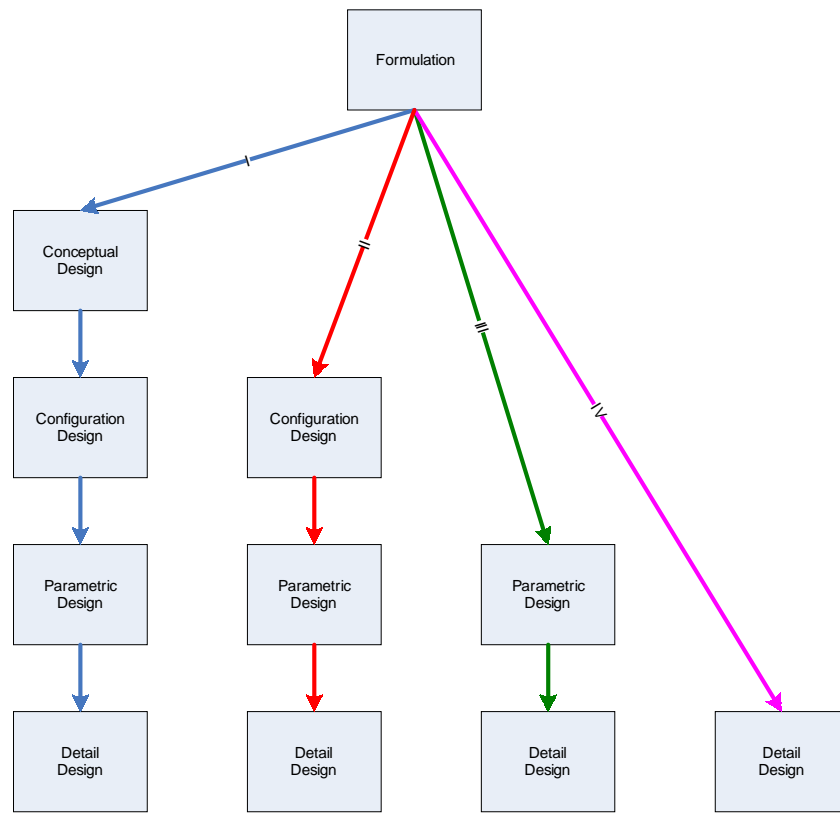 Formulation
I
II
III
IV
Conceptual
Design
Configuration
Design
Configuration
Design
Parametric
Design
Parametric
Design
Parametric
Design
Detail
Design
Detail
Design
Detail
Design
Detail
Design